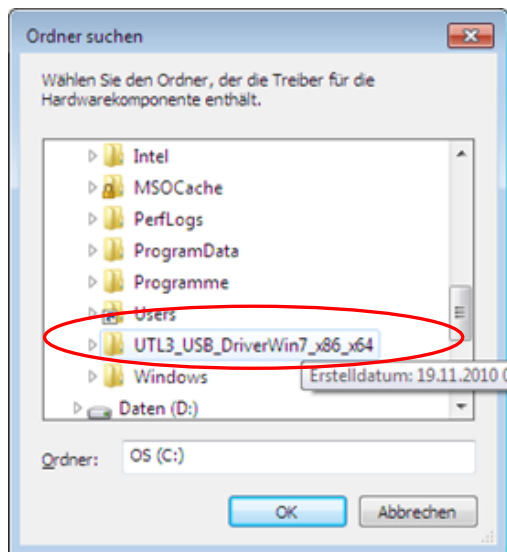 Ordner suchen
Wählen Sie den Ordner, der die Treiber für die
Hardwarekomponente enthält.
Intel
MSOCache
PerfLogs
ProgramData
Programme
Users
UTL3_USB_DriverWin7_x86_x64
Windows
Erstelldatum: 19.11.2010 0
Daten (D:)
Ordner:
OS (C:)
OK
Abbrechen